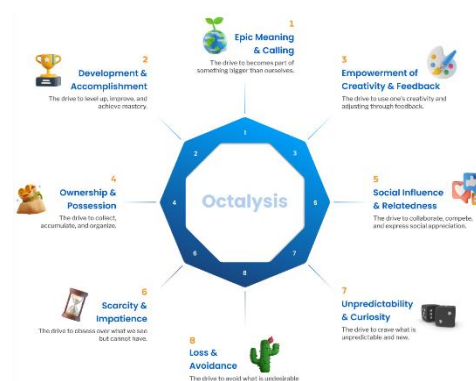 1
Epic Meaning
& Calling
The drive to becomes part of
something bigger than ourselves.
2
Development &
Accomplishment
The drive to level up, improve, and
achieve mastery.
3
Empowerment of
Creativity & Feedback
The drive to use one's creativity and
adjusting through feedback.
4
Ownership &
Possession
The drive to collect,
accumulate, and organize.
5
Social Influence
& Relatedness
The drive to collaborate, compete,
and express social appreciation.
6
Scarcity &
Impatience
The drive to obsess over what we see
but cannot have.
7
Unpredictability
& Curiosity
The drive to crave what is
unpredictable and new.
8
Loss &
Avoidance
The drive to avoid what is undesirable
Octalysis
1
2
3
4
5
6
7
8